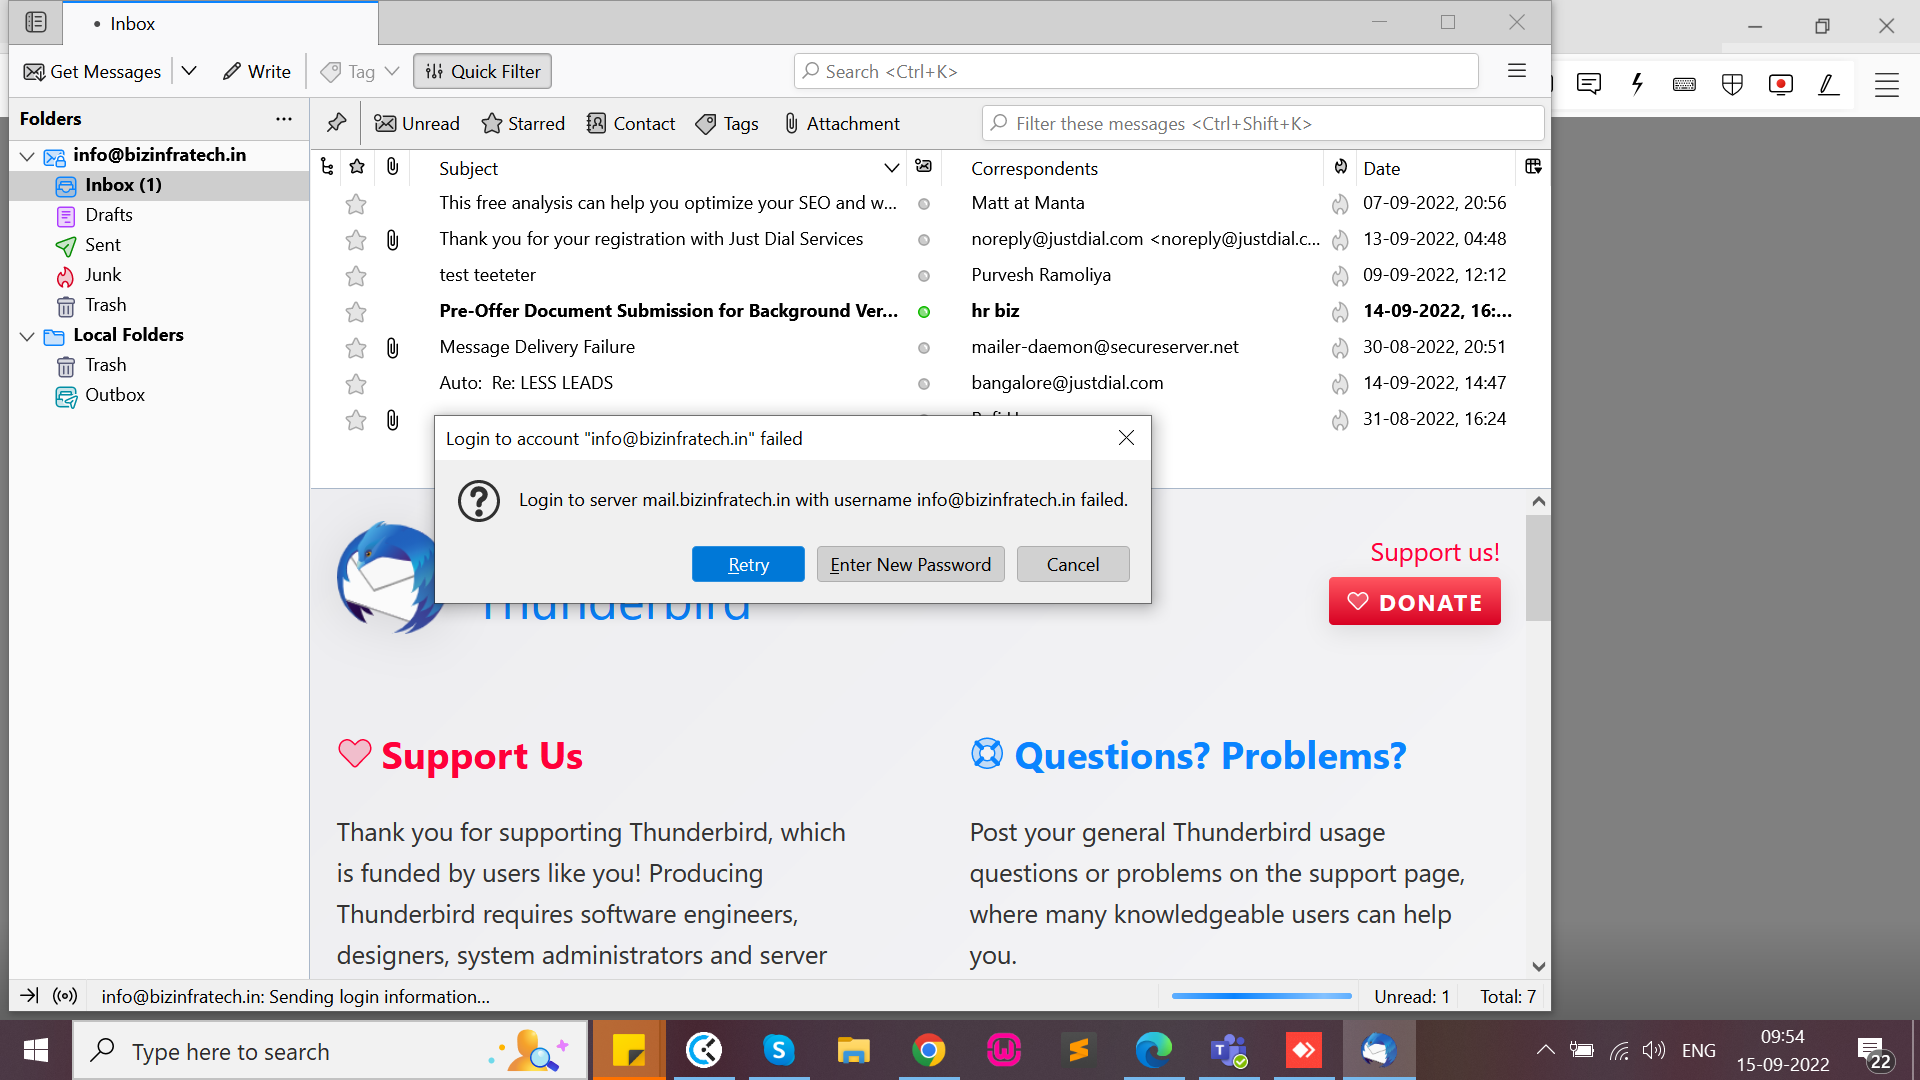 Inbox
Get Messages
Write
Tag
Quick Filter
Search <Ctrl+K>
Folders
Unread
Starred
Contact
Tags
Attachment
Filter these messages <Ctrl+Shift+K>
info@bizinfratech.in
Inbox (1)
Drafts
Sent
Junk
Trash
Local Folders
Trash
Outbox
Subject
Correspondents
Date
This free analysis can help you optimize your SEO and w...
Matt at Manta
07-09-2022, 20:56
Thank you for your registration with Just Dial Services
noreply@justdial.com <noreply@justdial.c...
13-09-2022, 04:48
test teeteter
Purvesh Ramoliya
09-09-2022, 12:12
Pre-Offer Document Submission for Background Ver...
hr biz
14-09-2022, 16:...
Message Delivery Failure
mailer-daemon@secureserver.net
30-08-2022, 20:51
Auto: Re: LESS LEADS
bangalore@justdial.com
14-09-2022, 14:47
31-08-2022, 16:24
Login to account "info@bizinfratech.in" failed
Login to server mail.bizinfratech.in with username info@bizinfratech.in failed.
Retry
Enter New Password
Cancel
Thunderbird
Support us!
DONATE
Support Us
Thank you for supporting Thunderbird, which
is funded by users like you! Producing
Thunderbird requires software engineers,
designers, system administrators and server
Questions? Problems?
Post your general Thunderbird usage
questions or problems on the support page,
where many knowledgeable users can help
you.
info@bizinfratech.in: Sending login information...
Unread: 1
Total: 7
Type here to search
ENG
09:54
15-09-2022
22